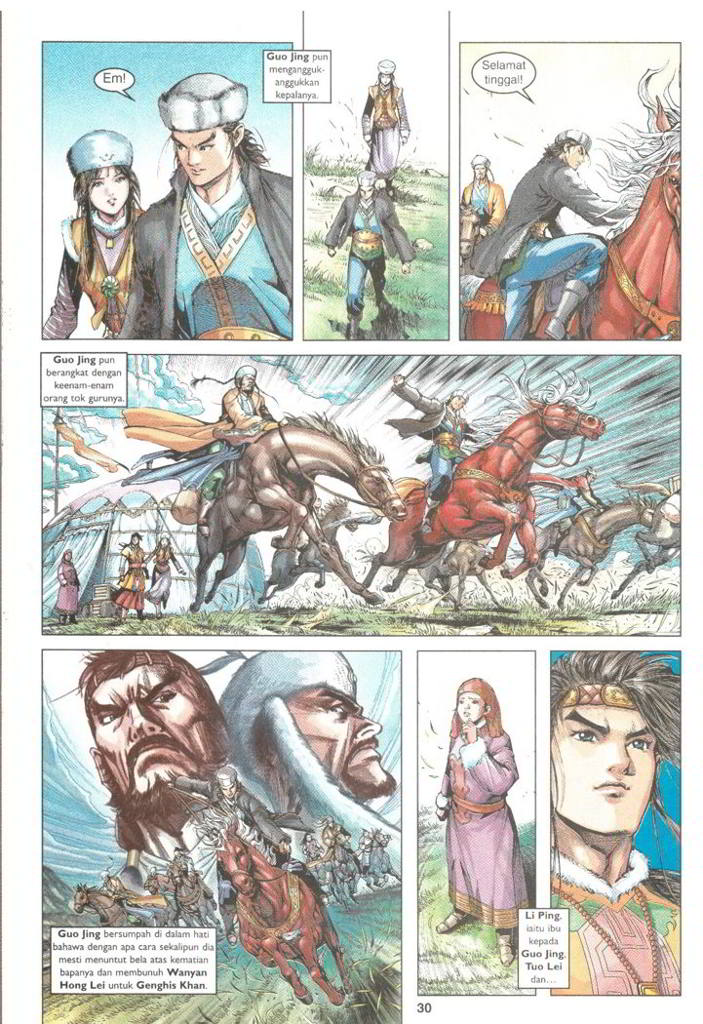 Em!
Guo Jing pun
mengangguk-
anggukkan
kepalanya.
Selamat
tinggal!
Guo Jing pun
berangkat dengan
keenam-enam
orang tok gurunya.
Guo Jing bersumpah di dalam hati
bahawa dengan apa cara sekalipun dia
mesti menuntut bela atas kematian
bapanya dan membunuh Wanyan
Hong Lei untuk Genghis Khan.
Li Ping,
iaitu ibu
kepada
Guo Jing,
Tuo Lei
dan...
30